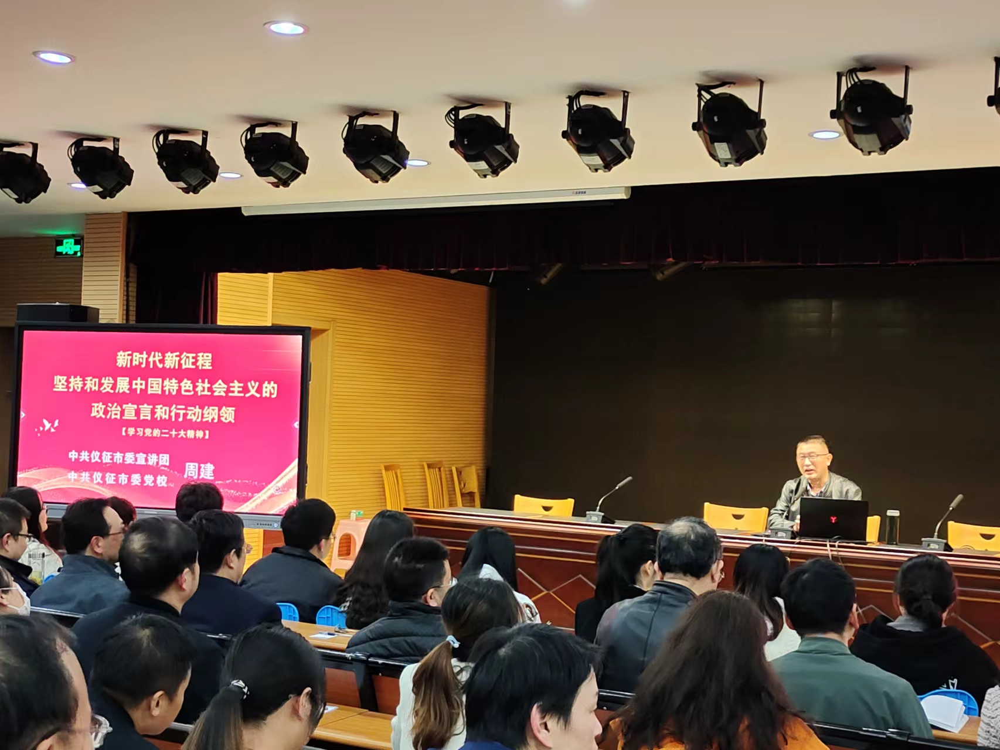 新时代新征程
坚持和发展中国特色社会主义的
政治宣言和行动纲领
【学习党的二十大精神】
中共仪征市委宣讲团
中共仪征市委党校
周建